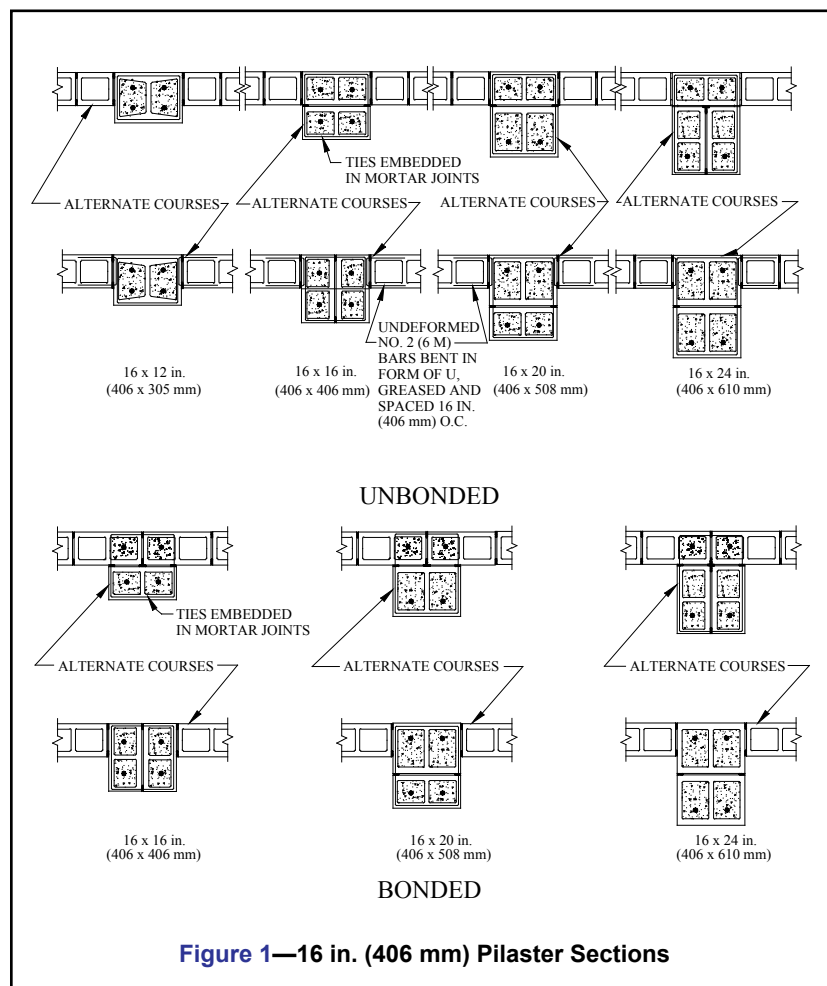 TIES EMBEDDED
IN MORTAR JOINTS
ALTERNATE COURSES
ALTERNATE COURSES
ALTERNATE COURSES
ALTERNATE COURSES
UNDEFORMED
NO. 2 (6 M)
BARS BENT IN
FORM OF U,
GREASED AND
SPACED 16 IN.
(406 mm) O.C.
16 x 12 in.
(406 x 305 mm)
16 x 16 in.
(406 x 406 mm)
16 x 20 in.
(406 x 508 mm)
16 x 24 in.
(406 x 610 mm)
UNBONDED
TIES EMBEDDED
IN MORTAR JOINTS
ALTERNATE COURSES
ALTERNATE COURSES
ALTERNATE COURSES
16 x 16 in.
(406 x 406 mm)
16 x 20 in.
(406 x 508 mm)
16 x 24 in.
(406 x 610 mm)
BONDED
Figure 1—16 in. (406 mm) Pilaster Sections